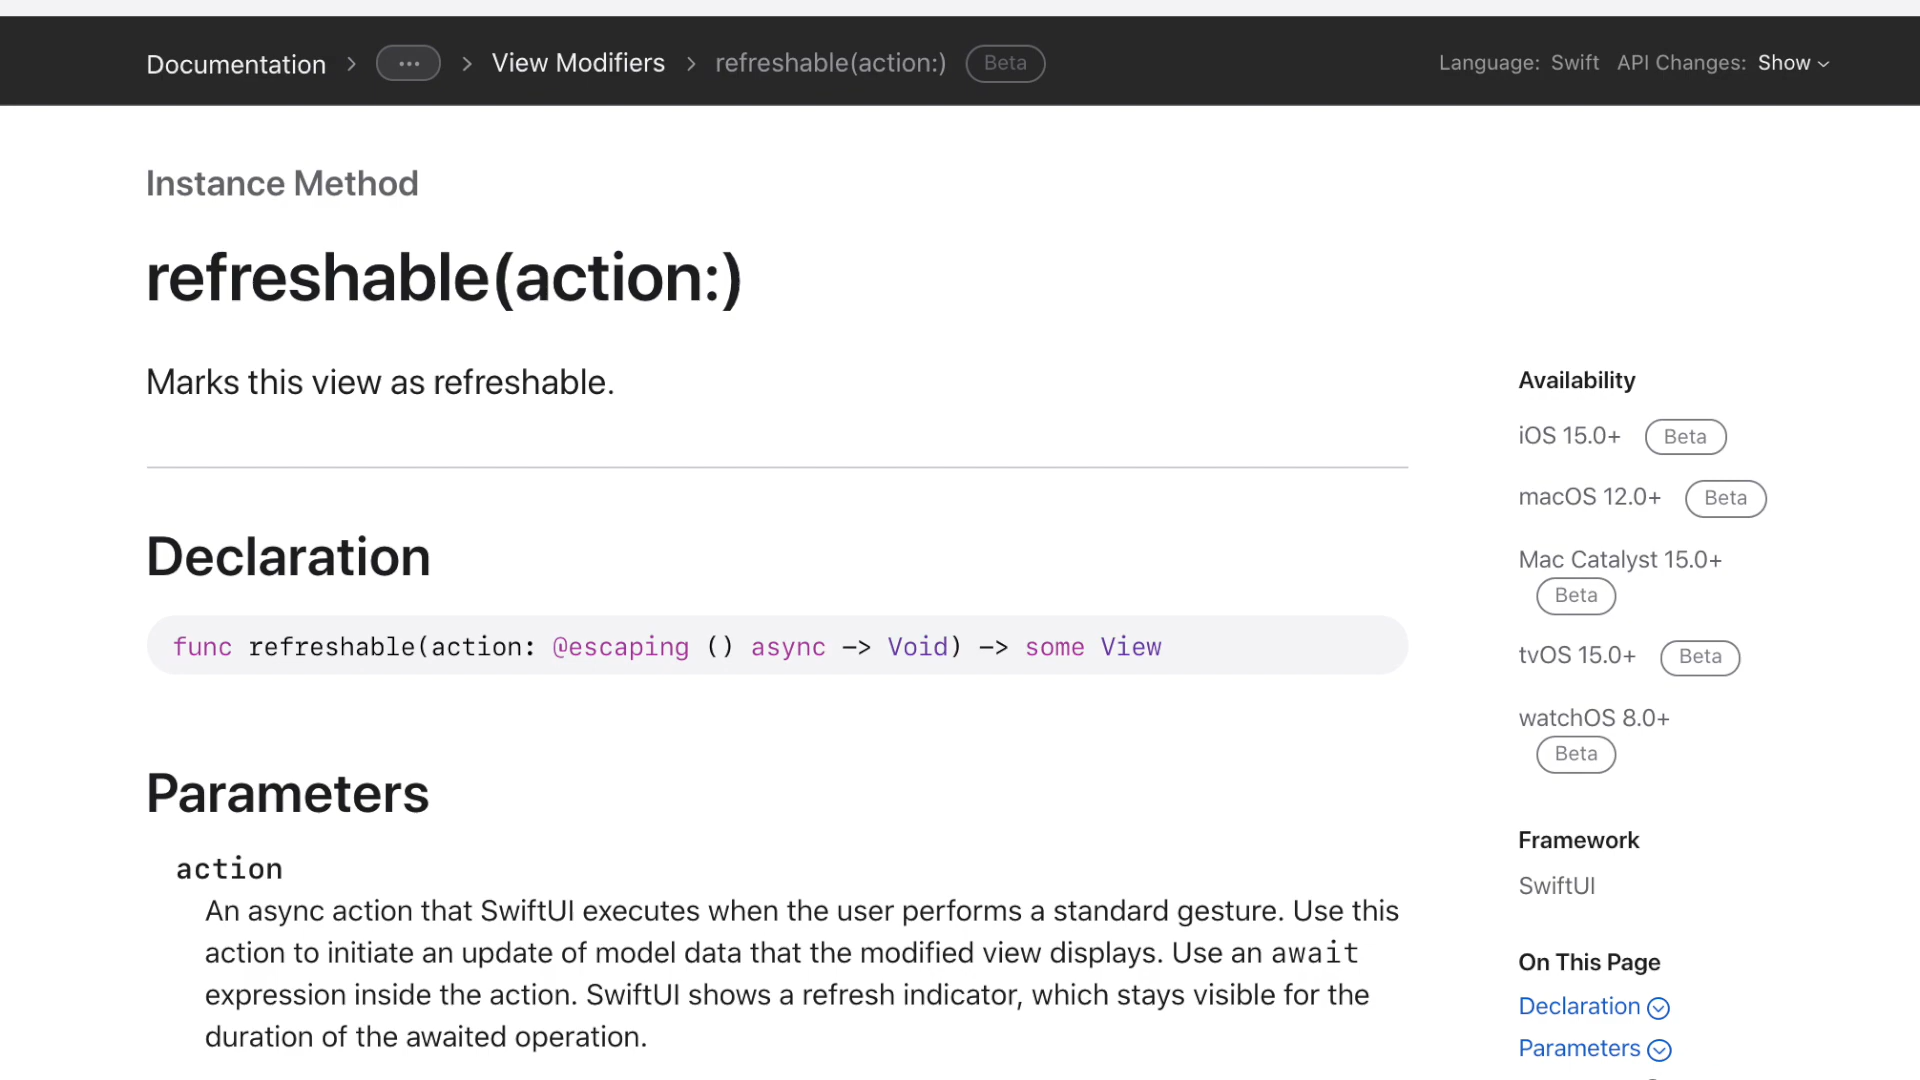 Documentation > ... > View Modifiers > refreshable(action:) Beta
Language: Swift API Changes: Show
Instance Method
refreshable(action:)
Marks this view as refreshable.
Declaration
func refreshable(action: @escaping () async -> Void) -> some View
Parameters
action
An async action that SwiftUI executes when the user performs a standard gesture. Use this
action to initiate an update of model data that the modified view displays. Use an await
expression inside the action. SwiftUI shows a refresh indicator, which stays visible for the
duration of the awaited operation.
Availability
iOS 15.0+ Beta
macOS 12.0+ Beta
Mac Catalyst 15.0+
Beta
tvOS 15.0+ Beta
watchOS 8.0+
Beta
Framework
SwiftUI
On This Page
Declaration
Parameters